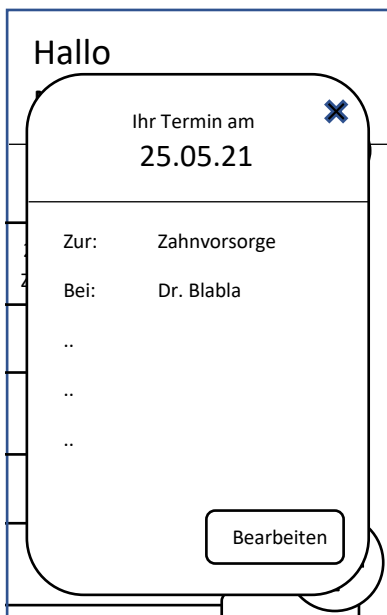 Hallo
Ihr Termin am
25.05.21
Zur: Zahnvorsorge
Bei: Dr. Blabla
..
..
..
Bearbeiten